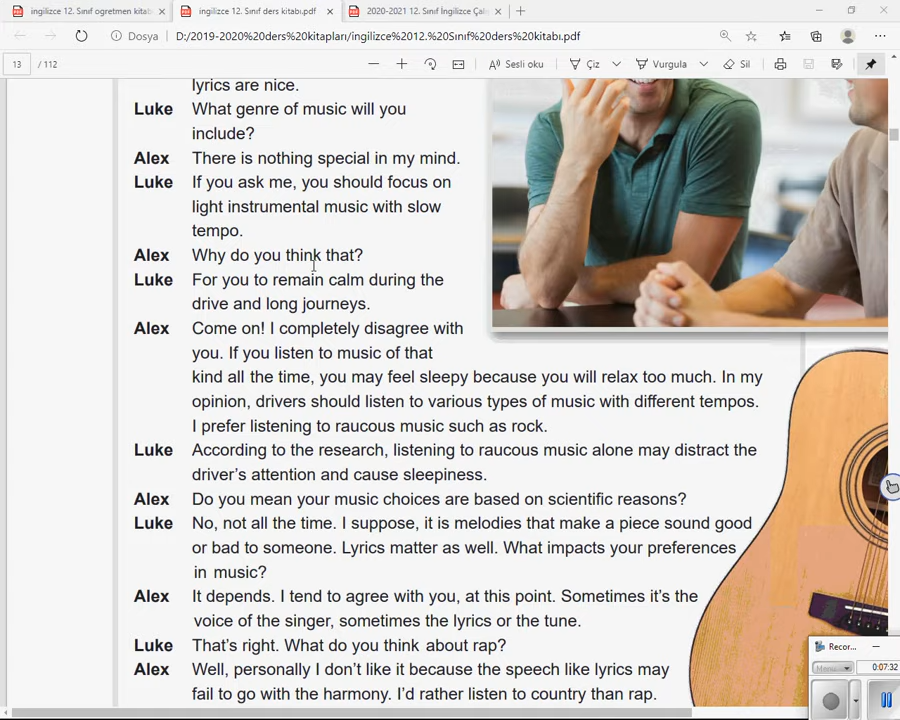 ingilizce 12. Sınıf ogretmen kitab
ingilizce 12. Sınıf ders kitabı.pdf
2020-2021 12. Sınıf İngilizce Çalı
Dosya
D:/2019-2020%20ders%20kitapları/ingilizce%2012.%20Sınıf%20ders%20kitabı.pdf
13 / 112
Sesli oku
Çiz
Vurgula
Sil
lyrics are nice.
Luke What genre of music will you
include?
Alex There is nothing special in my mind.
Luke If you ask me, you should focus on
light instrumental music with slow
tempo.
Alex Why do you think that?
Luke For you to remain calm during the
drive and long journeys.
Alex Come on! I completely disagree with
you. If you listen to music of that
kind all the time, you may feel sleepy because you will relax too much. In my
opinion, drivers should listen to various types of music with different tempos.
I prefer listening to raucous music such as rock.
Luke According to the research, listening to raucous music alone may distract the
driver's attention and cause sleepiness.
Alex Do you mean your music choices are based on scientific reasons?
Luke No, not all the time. I suppose, it is melodies that make a piece sound good
or bad to someone. Lyrics matter as well. What impacts your preferences
in music?
Alex It depends. I tend to agree with you, at this point. Sometimes it's the
voice of the singer, sometimes the lyrics or the tune.
Luke That's right. What do you think about rap?
Alex Well, personally I don't like it because the speech like lyrics may
fail to go with the harmony. I'd rather listen to country than rap.
Recor...
Menu
0:07:32